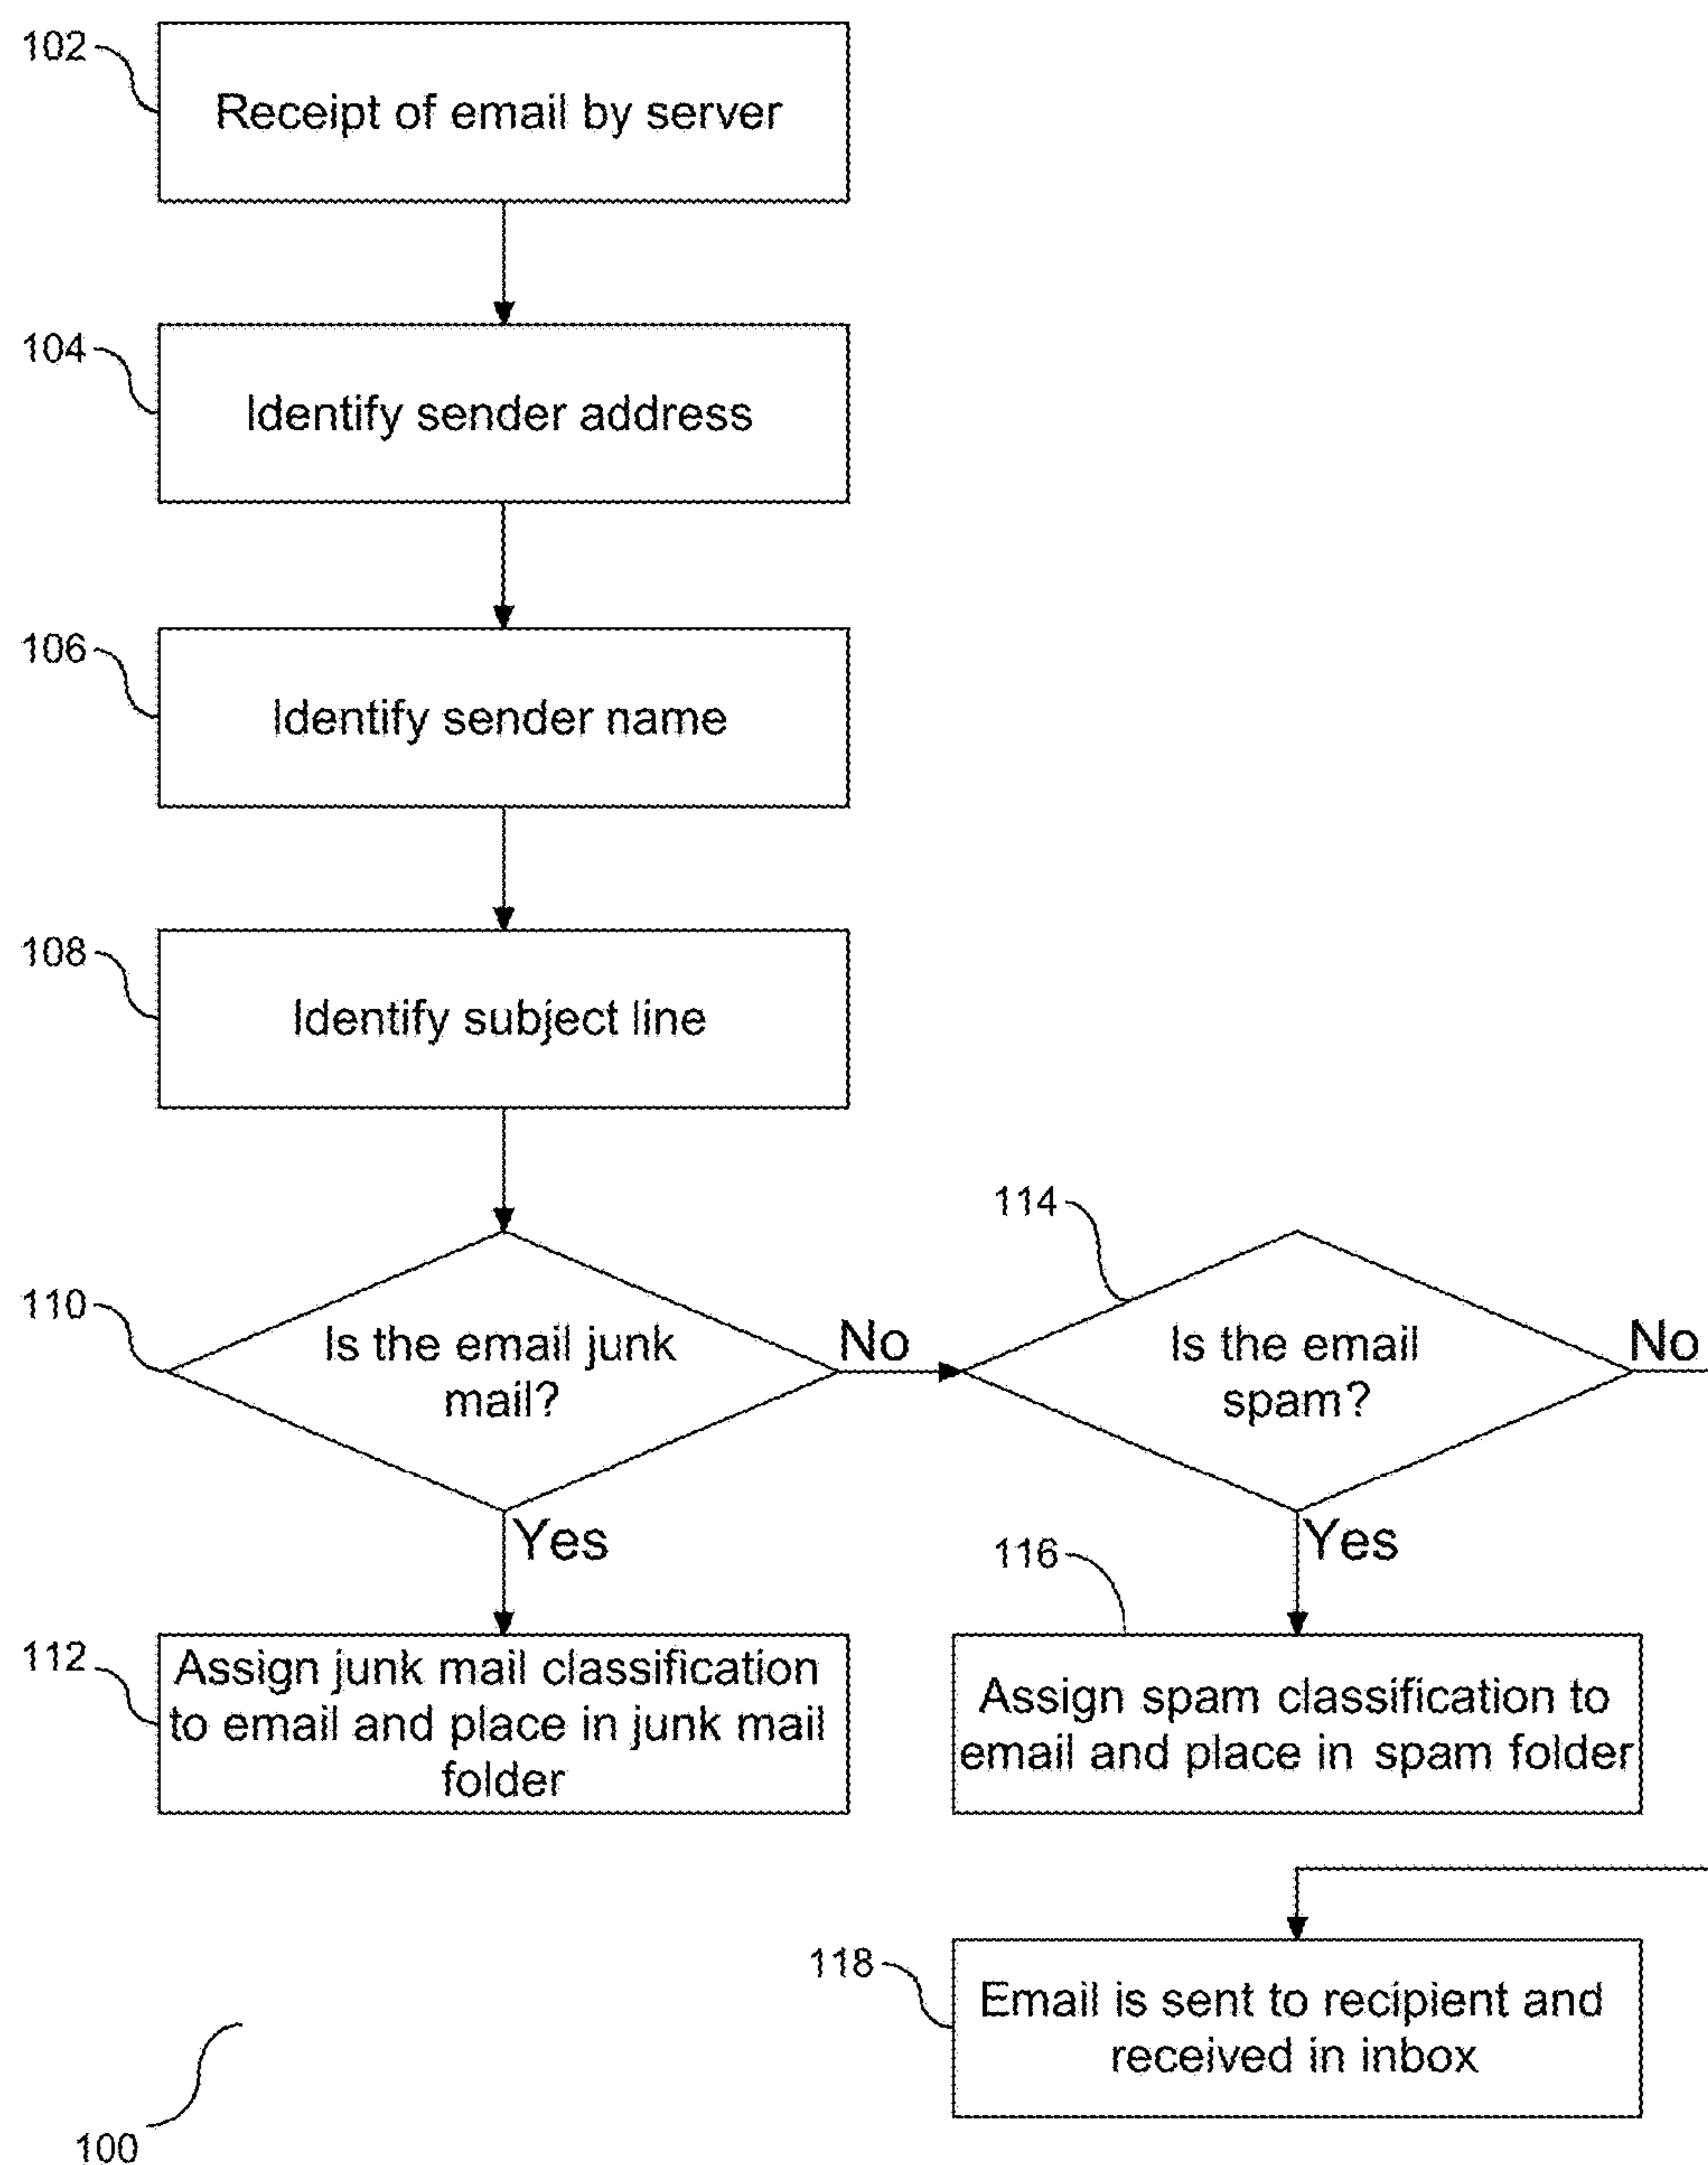 102
Receipt of email by server
104
Identify sender address
106
Identify sender name
108
Identify subject line
114
110
Is the email junk
mail?
No
Is the email
spam?
No
Yes
116
Yes
112
Assign junk mail classification
to email and place in junk mail
folder
Assign spam classification to
email and place in spam folder
118
Email is sent to recipient and
received in inbox
100